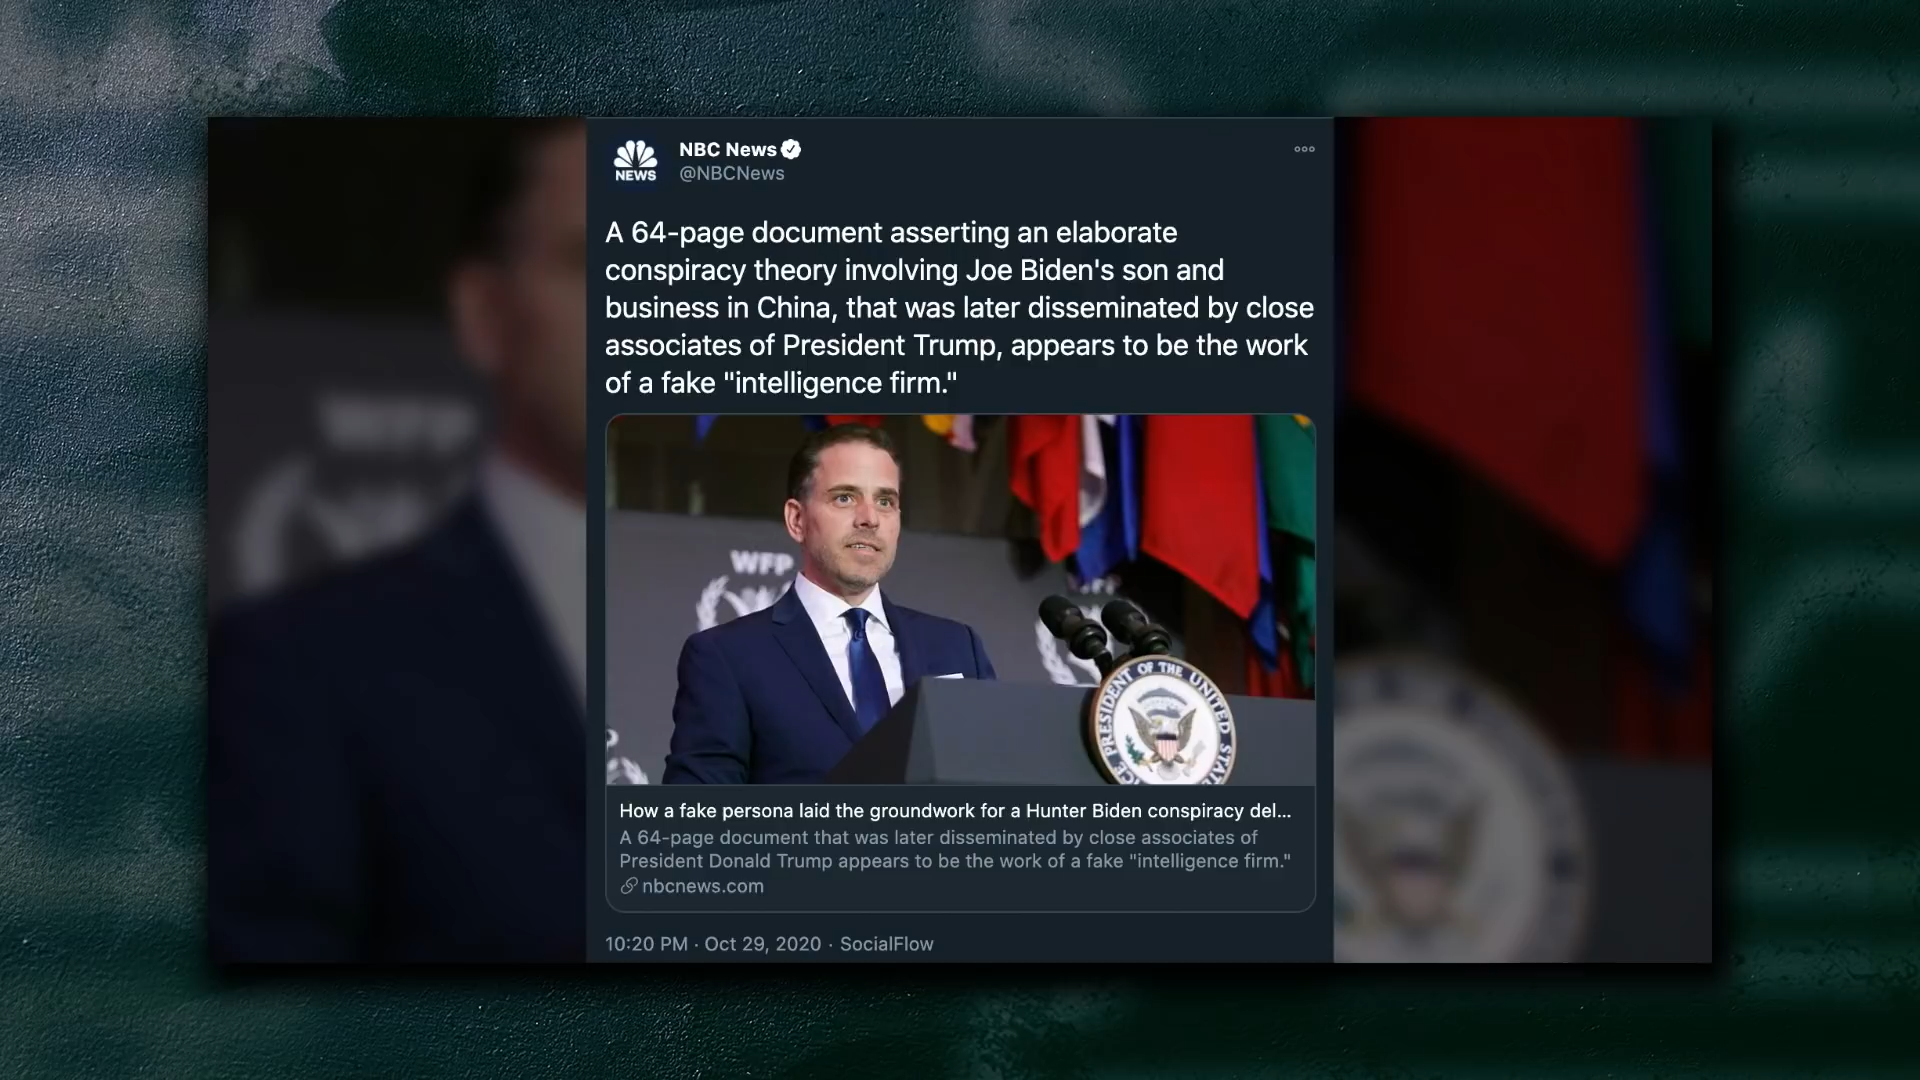 NEWS
NBC News
@NBCNews
A 64-page document asserting an elaborate
conspiracy theory involving Joe Biden's son and
business in China, that was later disseminated by close
associates of President Trump, appears to be the work
of a fake "intelligence firm."
WFP
PRESIDENT OF THE UNITED STATES
How a fake persona laid the groundwork for a Hunter Biden conspiracy del...
A 64-page document that was later disseminated by close associates of
President Donald Trump appears to be the work of a fake "intelligence firm."
nbcnews.com
10:20 PM · Oct 29, 2020 · SocialFlow